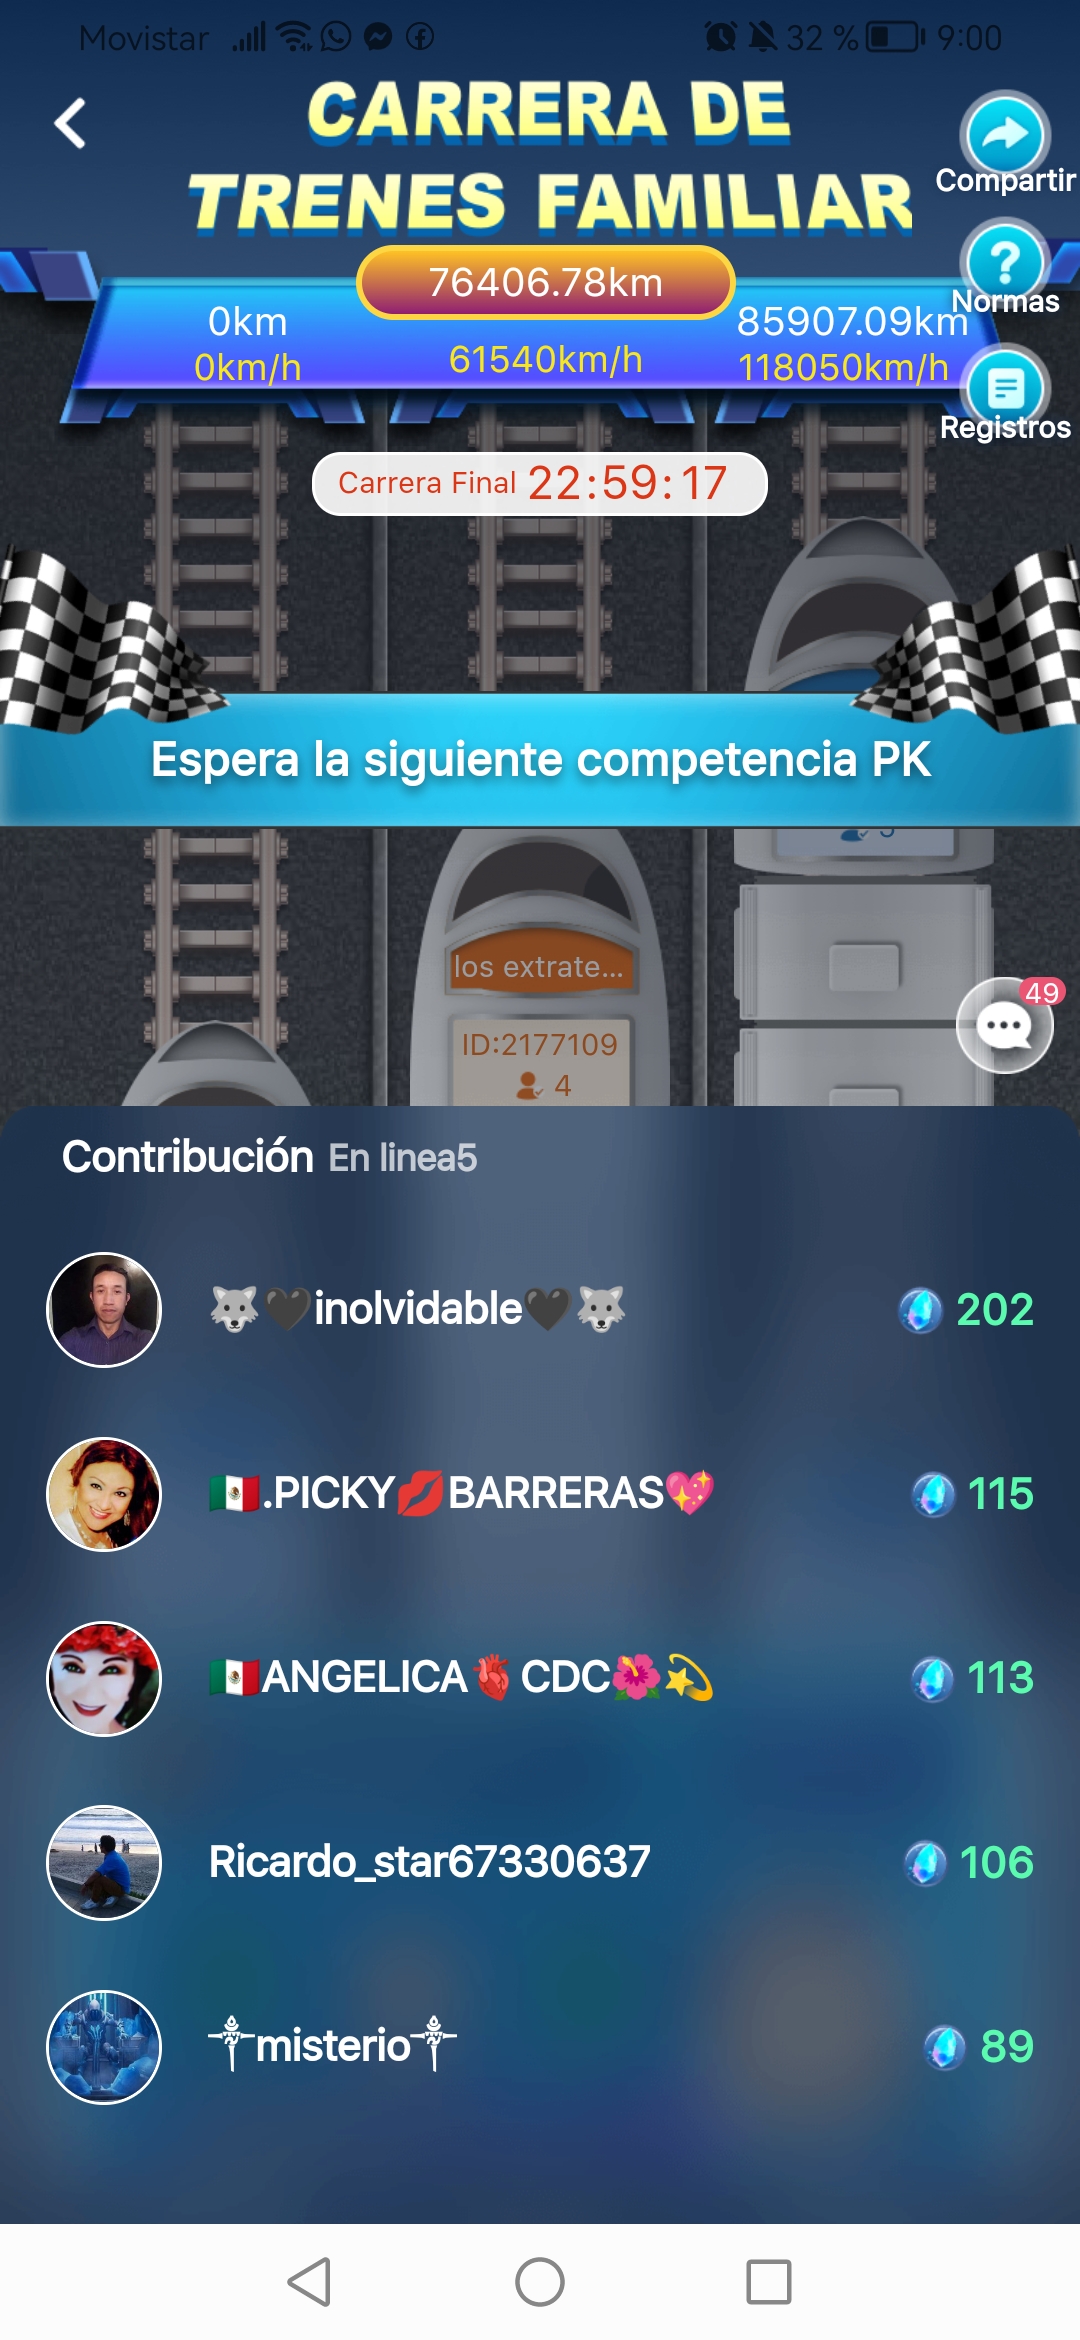 Movistar 32 % 9:00
CARRERA DE
TRENES FAMILIAR
Compartir
Normas
Registros
76406.78km
0km
85907.09km
0km/h
61540km/h
118050km/h
Carrera Final 22:59:17
Espera la siguiente competencia PK
los extrate...
ID:2177109
4
49
Contribución En linea5
🐺🖤inolvidable🖤🐺 202
🇲🇽.PICKY💋BARRERAS💖 115
🇲🇽ANGELICA🫀CDC🌺💫 113
Ricardo_star67330637 106
misterio 89